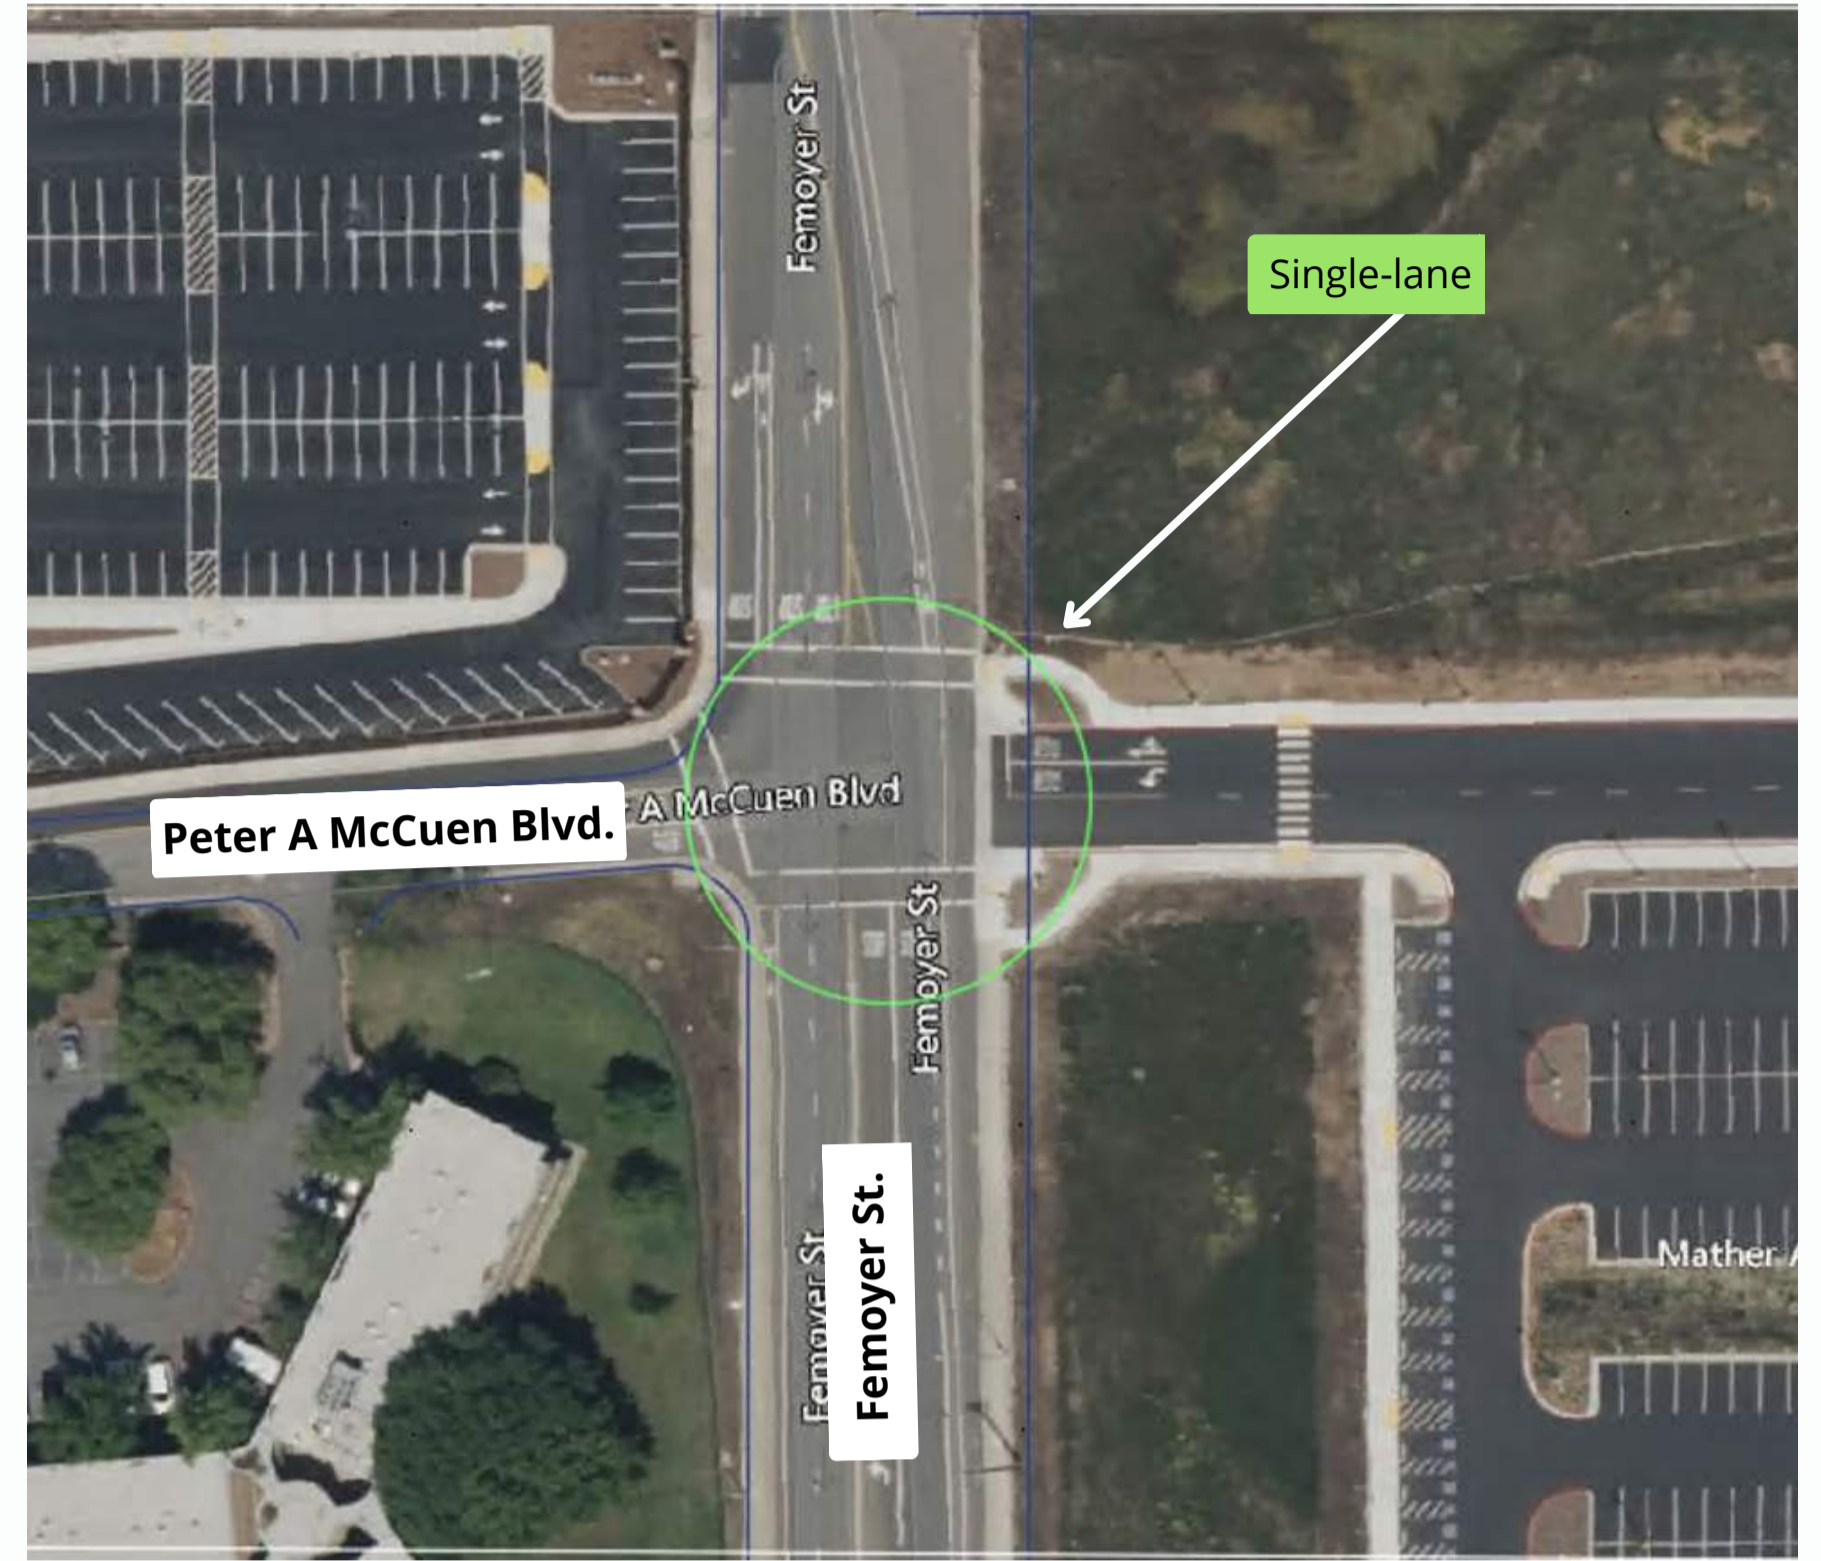 Femoyer St
Single-lane
Peter A McCuen Blvd.
A McCuen Blvd
Femoyer St
Femoyer St.
Femoyer St
Mather